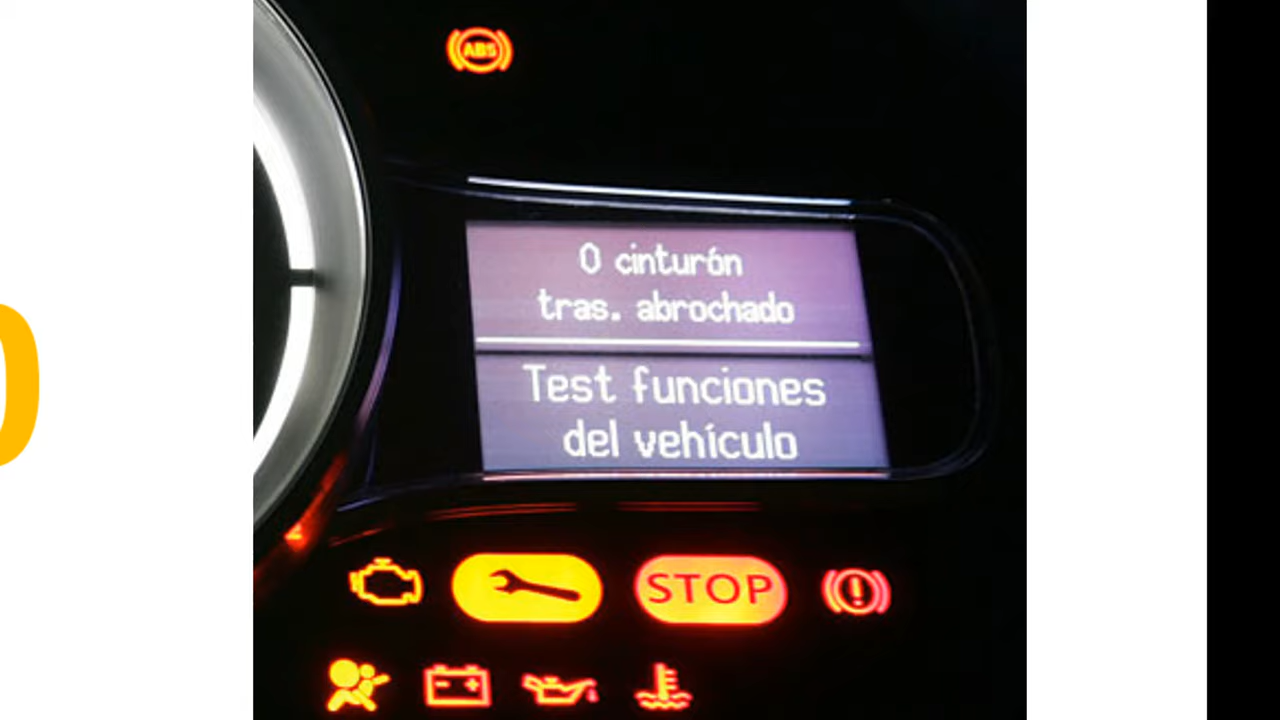 ABS
0 cinturón
tras. abrochado
Test funciones
del vehículo
STOP